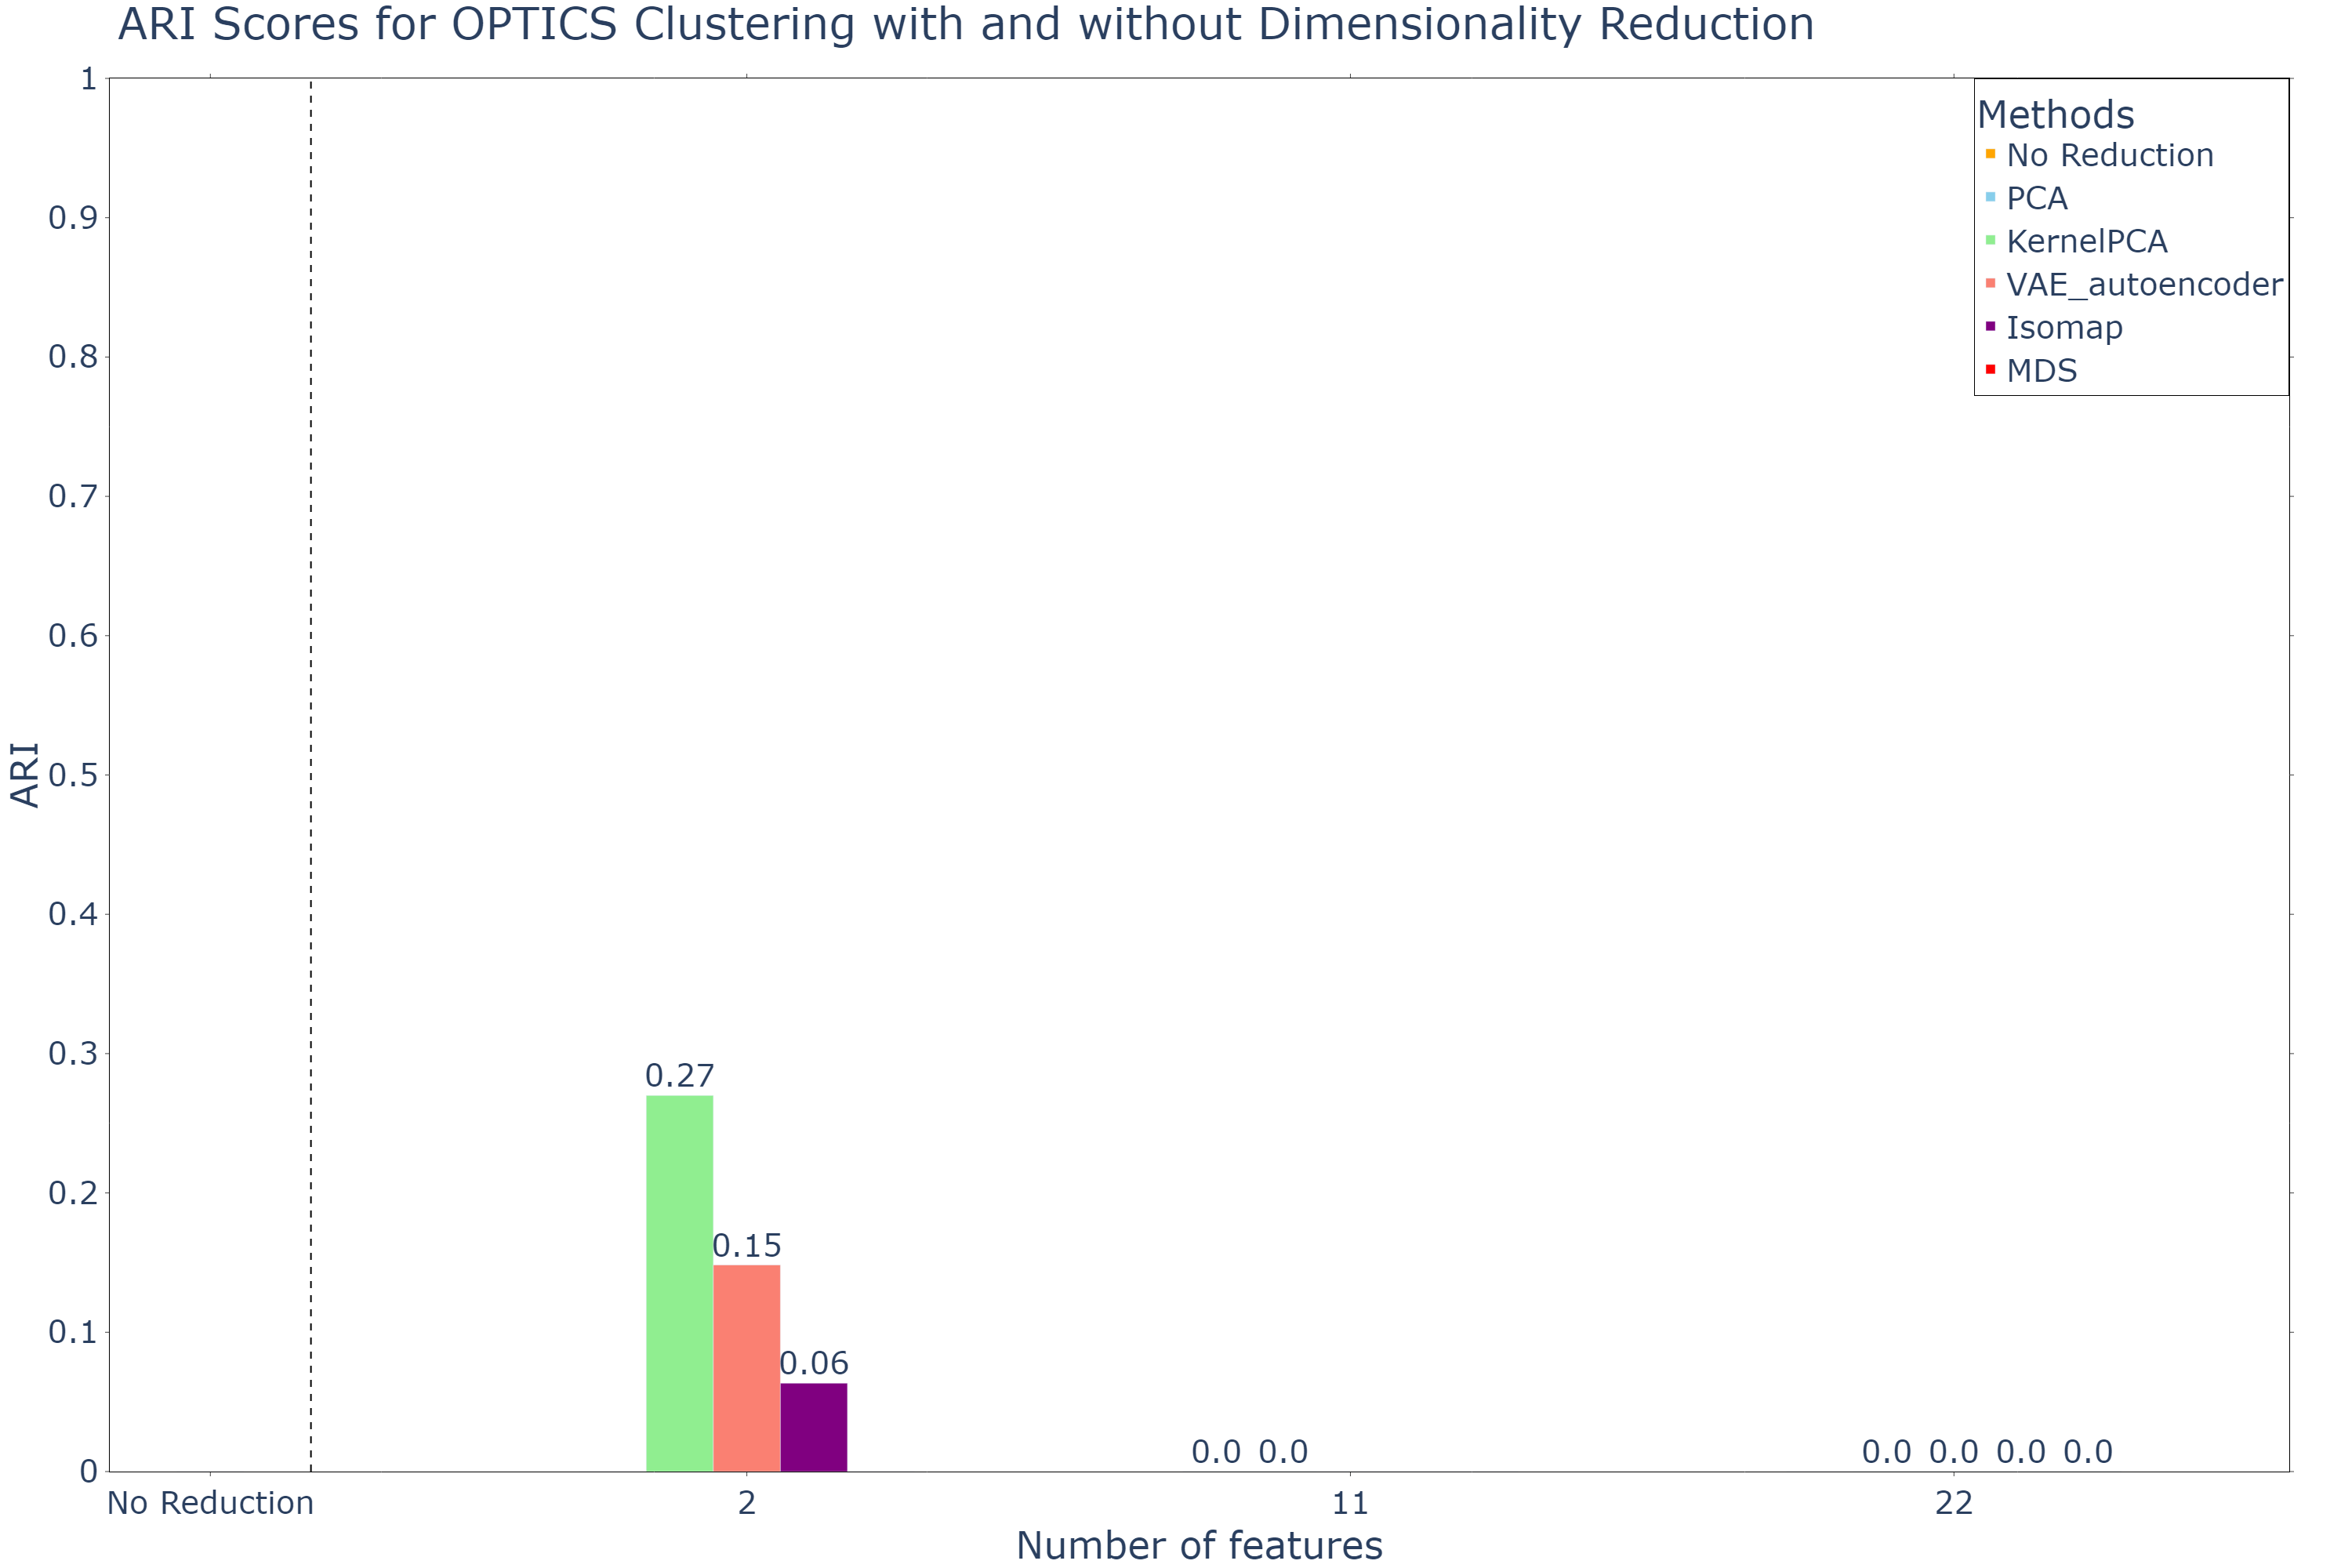 ARI Scores for OPTICS Clustering with and without Dimensionality Reduction
1
0.9
0.8
0.7
0.6
0.5
0.4
0.3
0.2
0.1
0
ARI
Methods
No Reduction
PCA
KernelPCA
VAE_autoencoder
Isomap
MDS
0.27
0.15
0.06
0.0 0.0
0.0 0.0 0.0 0.0
No Reduction 2 11 22
Number of features